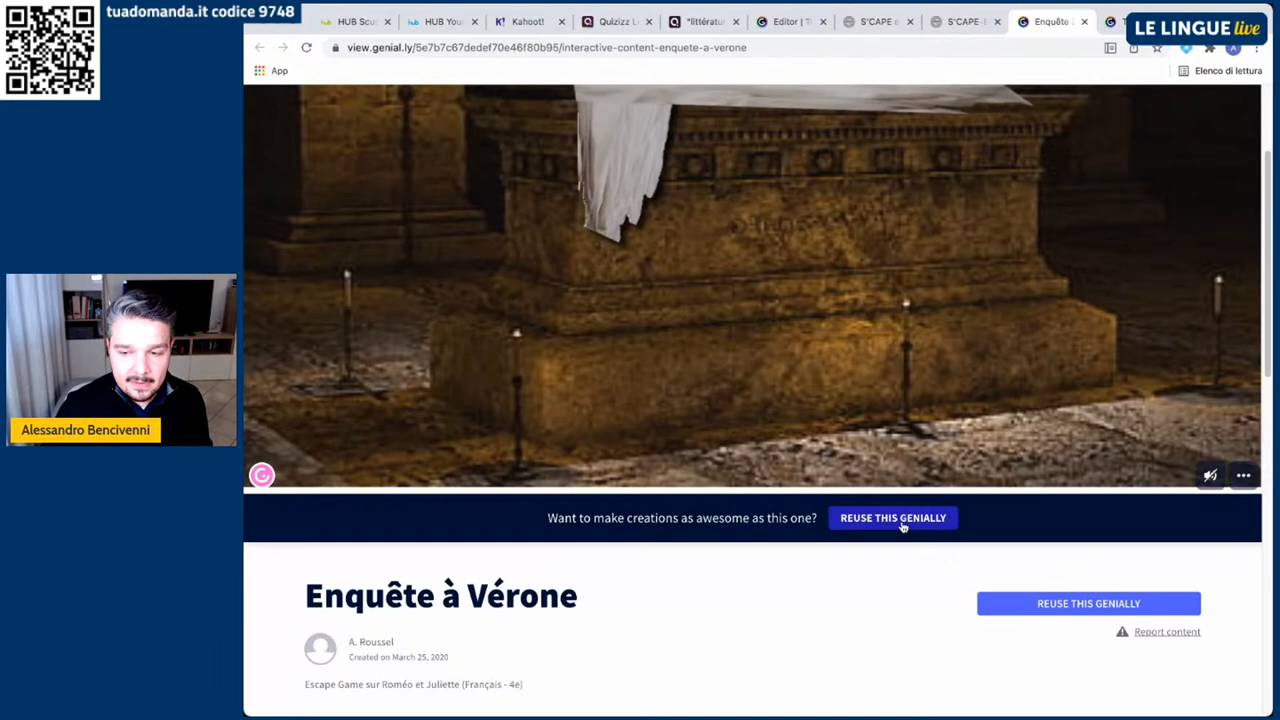 tuadomanda.it codice 9748
HUB Scu
HUB You
Kahoot!
Quizizz L
"littératur
Editor | Ti
S'CAPE e
S'CAPE-E
Enquête à
LE LINGUE live
view.genial.ly/5e7b7c67dedef70e46f80b95/interactive-content-enquete-a-verone
App
Elenco di lettura
Alessandro Bencivenni
Want to make creations as awesome as this one? REUSE THIS GENIALLY
Enquête à Vérone
REUSE THIS GENIALLY
A. Roussel
Report content
Created on March 25, 2020
Escape Game sur Roméo et Juliette (Français - 4e)